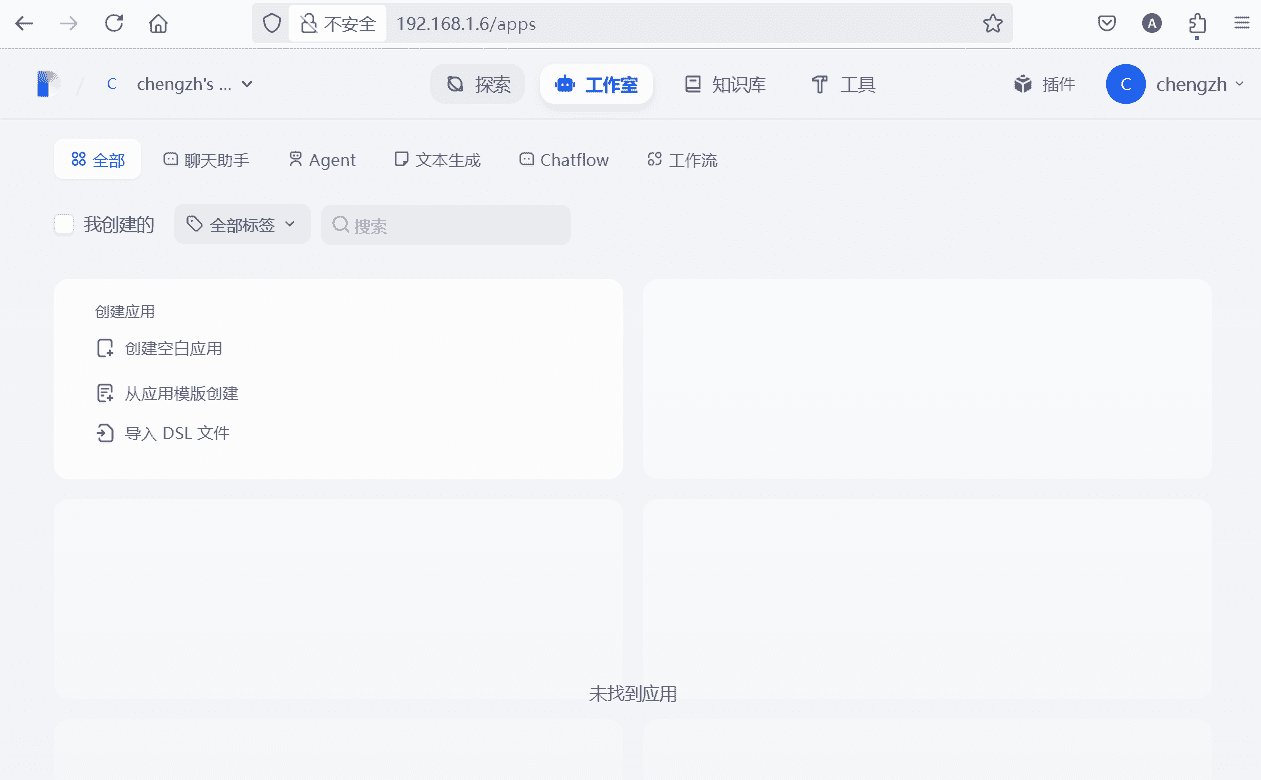 不安全 192.168.1.6/apps A
C chengzh's ... 探索 工作室 知识库 工具 插件 C chengzh
全部 聊天助手 Agent 文本生成 Chatflow 工作流
我创建的 全部标签 搜索
创建应用
创建空白应用
从应用模版创建
导入 DSL 文件
未找到应用